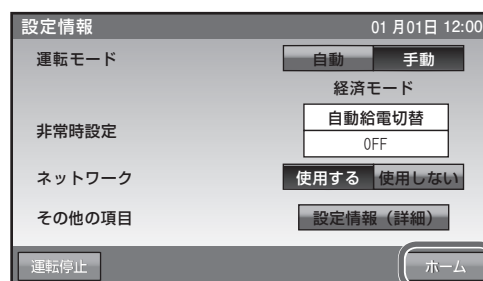 設定情報 01月01日 12:00
運転モード 自動 手動
経済モード
非常時設定 自動給電切替
OFF
ネットワーク 使用する 使用しない
その他の項目 設定情報（詳細）
運転停止 ホーム